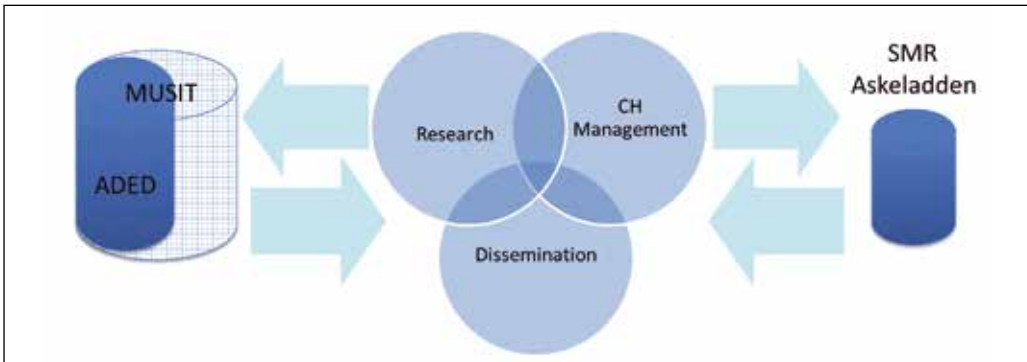 MUSIT
ADED
Research
CH
Management
Dissemination
SMR
Askeladden